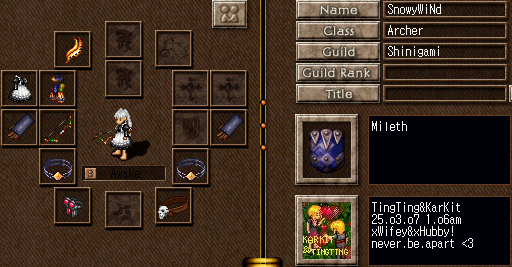 Name SnowyWiNd
Class Archer
Guild Shinigami
Guild Rank
Title
Awake
Mileth
TingTing&KarKit
25.o3.o7 1.o6am
xWifey&xHubby!
never.be.apart <3
KARKIT
& TINGTING